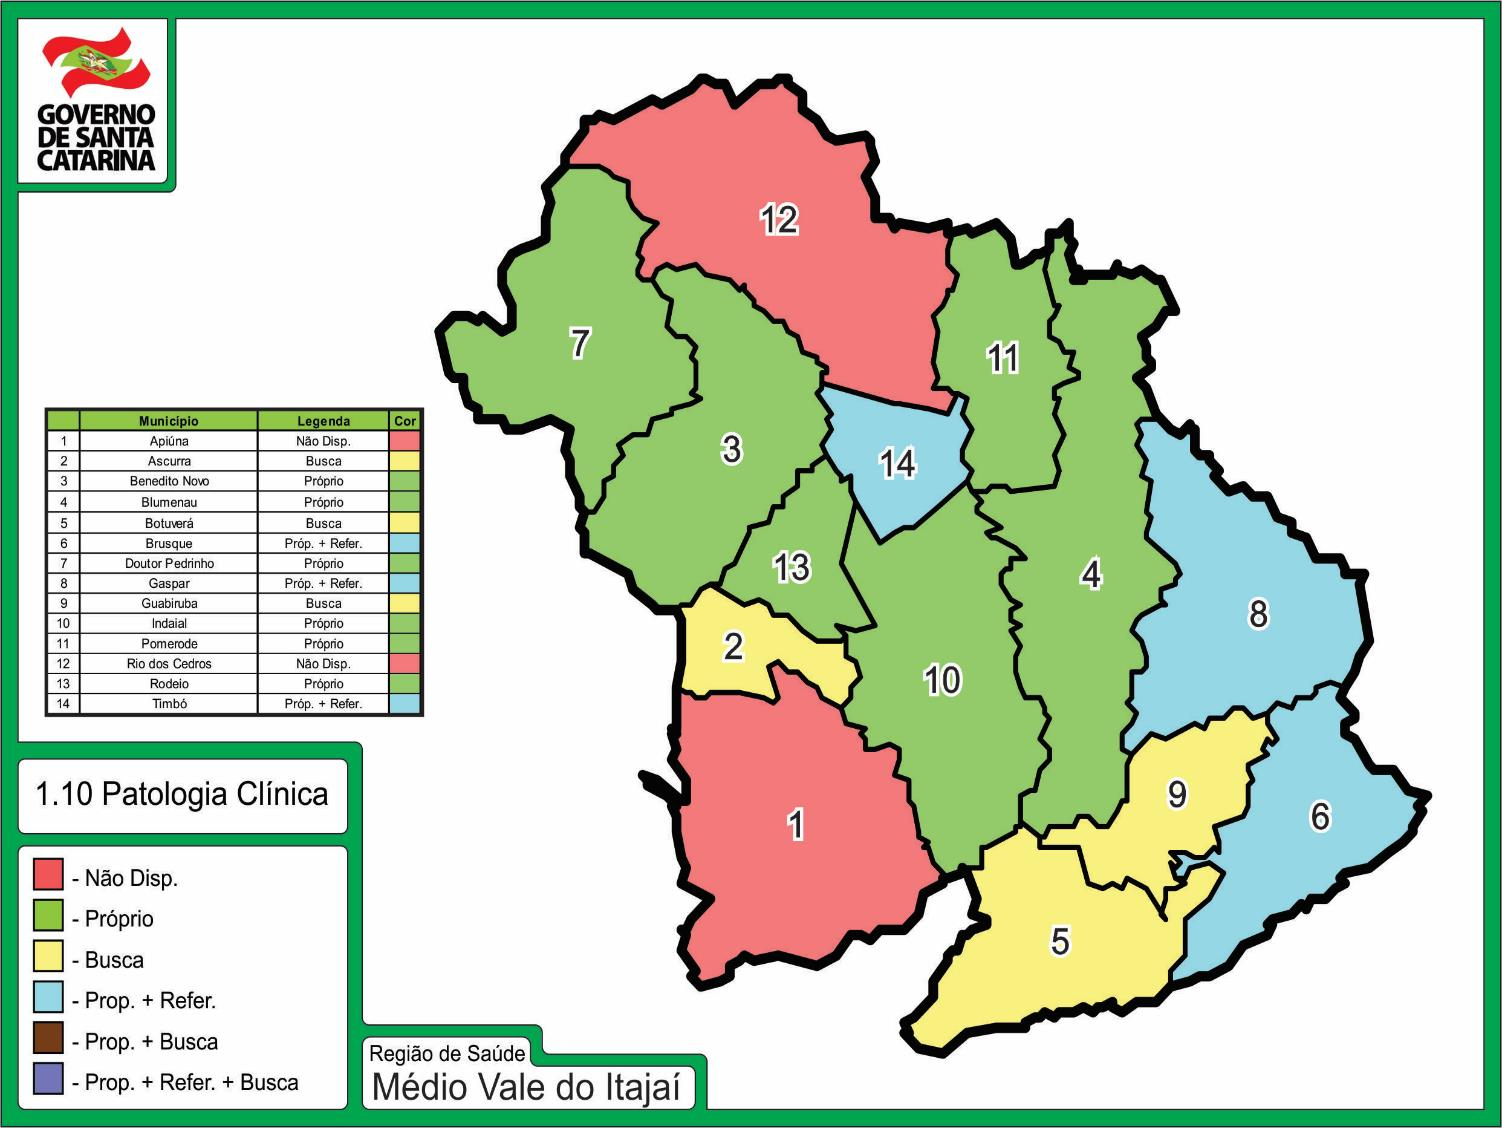 GOVERNO
DE SANTA
CATARINA
12
7
11
3
14
13
4
8
2
10
9
1
6
5
Município Legenda Cor
1 Apiúna Não Disp.
2 Ascurra Busca
3 Benedito Novo Próprio
4 Blumenau Próprio
5 Botuverá Busca
6 Brusque Próp. + Refer.
7 Doutor Pedrinho Próprio
8 Gaspar Próp. + Refer.
9 Guabiruba Busca
10 Indaial Próprio
11 Pomerode Próprio
12 Rio dos Cedros Não Disp.
13 Rodeio Próprio
14 Timbó Próp. + Refer.
1.10 Patologia Clínica
- Não Disp.
- Próprio
- Busca
- Prop. + Refer.
- Prop. + Busca
- Prop. + Refer. + Busca
Região de Saúde
Médio Vale do Itajaí